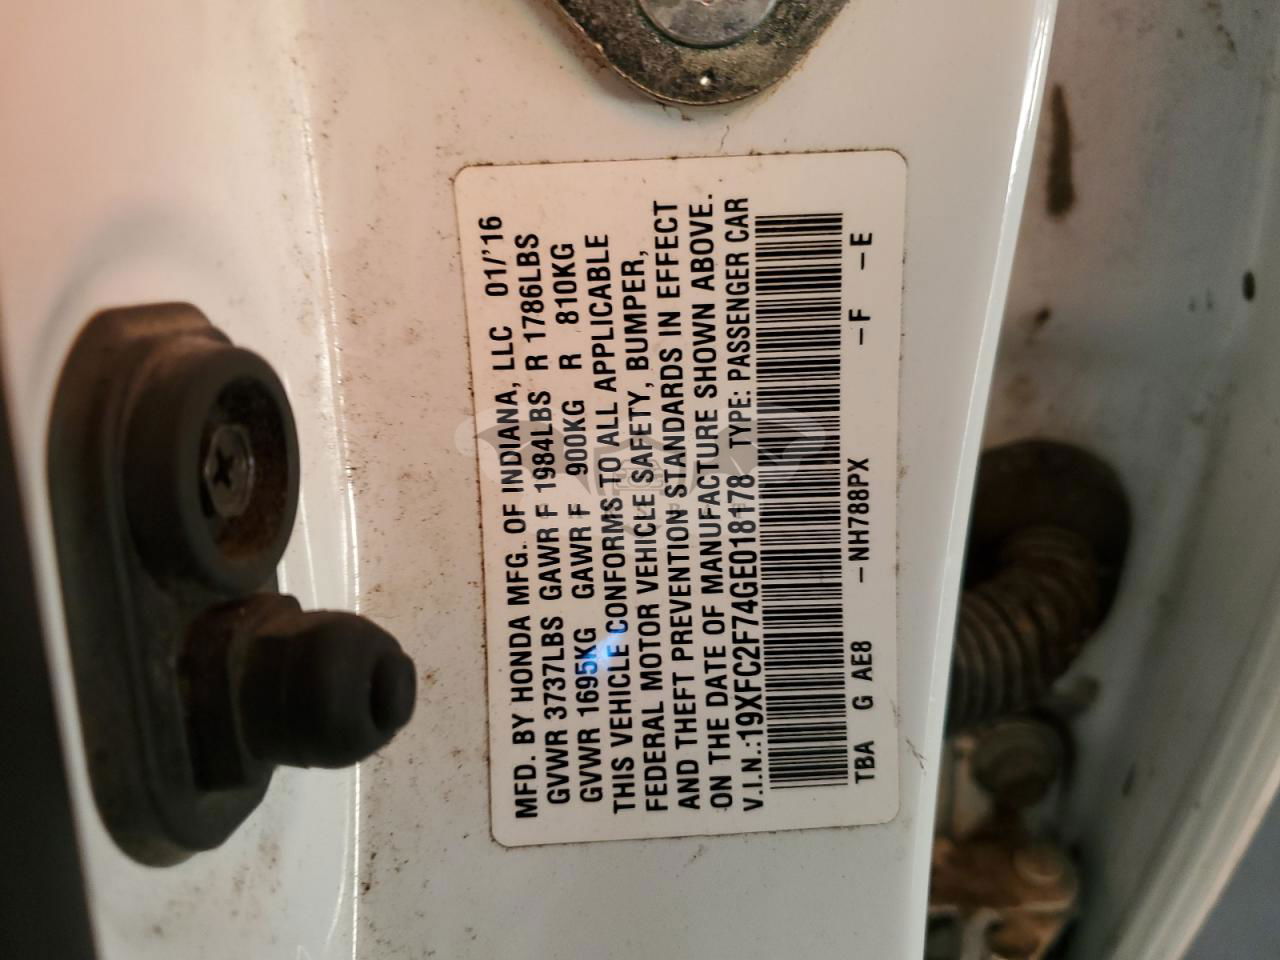 MFD. BY HONDA MFG. OF INDIANA, LLC 01/'16
GVWR 3737LBS GAWR F 1984LBS R 1786LBS
GVWR 1695KG GAWR F 900KG R 810KG
THIS VEHICLE CONFORMS TO ALL APPLICABLE
FEDERAL MOTOR VEHICLE SAFETY, BUMPER,
AND THEFT PREVENTION STANDARDS IN EFFECT
ON THE DATE OF MANUFACTURE SHOWN ABOVE.
V.I.N.:19XFC2F74GE018178 TYPE: PASSENGER CAR
TBA G AE8 -NH788PX -F -E